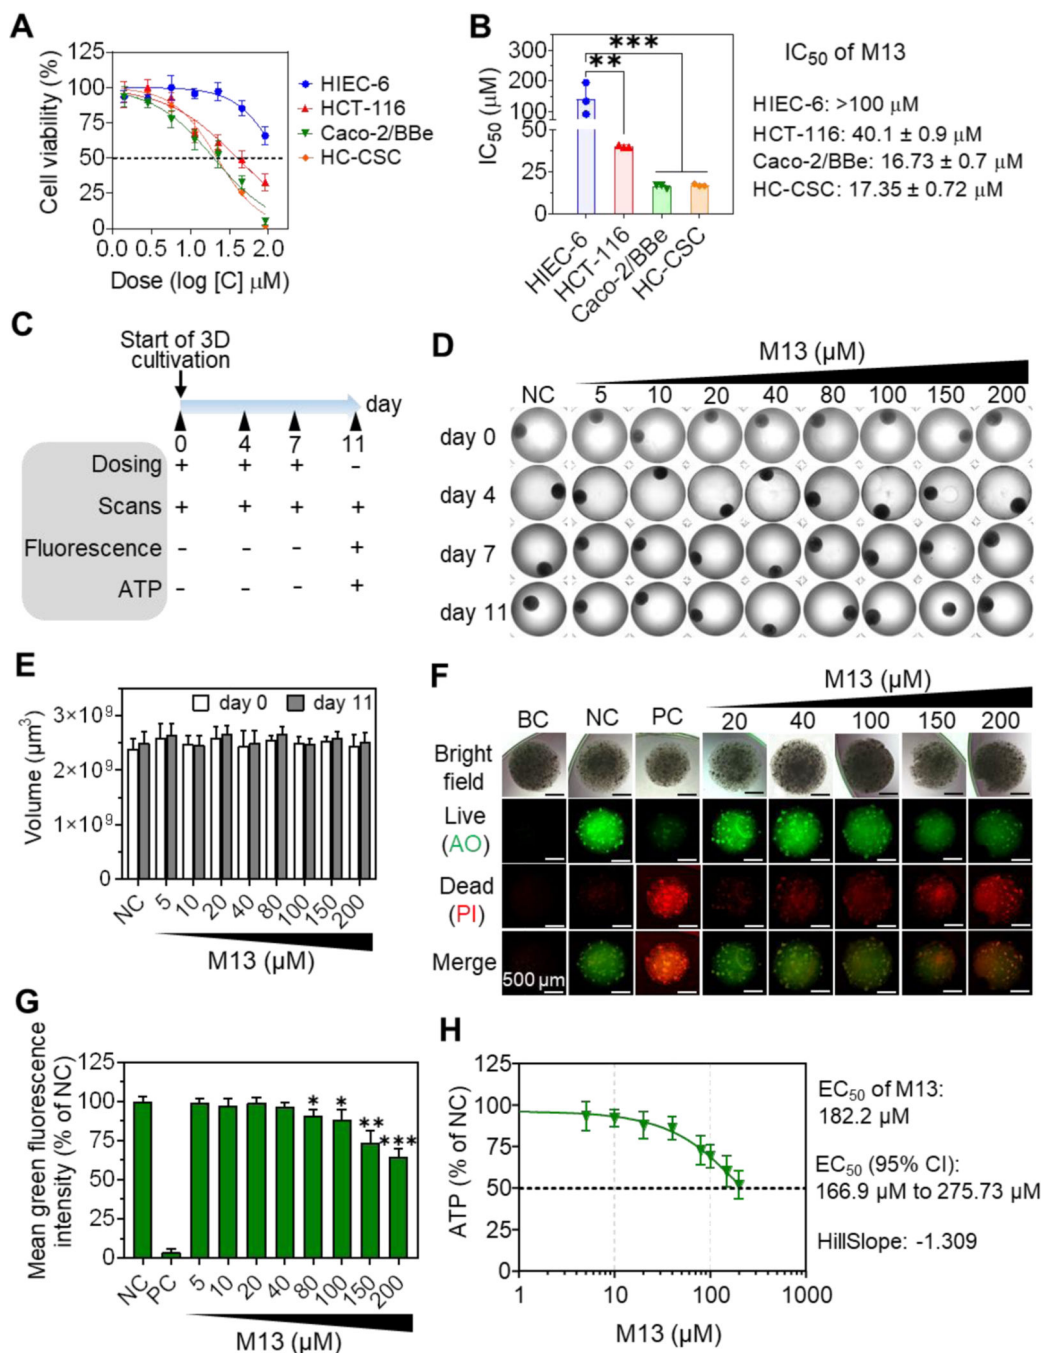 A
Cell viability (%)
125
100
75
50
25
0
0.0 0.5 1.0 1.5 2.0
Dose (log [C] μM)
HIEC-6
HCT-116
Caco-2/BBe
HC-CSC
B
IC50 (μM)
300
200
100
50
25
0
***
**
HIEC-6
HCT-116
Caco-2/BBe
HC-CSC
IC50 of M13
HIEC-6: >100 μM
HCT-116: 40.1 ± 0.9 μM
Caco-2/BBe: 16.73 ± 0.7 μM
HC-CSC: 17.35 ± 0.72 μM
C
Start of 3D
cultivation
day
0 4 7 11
Dosing + + + -
Scans + + + +
Fluorescence - - - +
ATP - - - +
D
M13 (μM)
NC 5 10 20 40 80 100 150 200
day 0
day 4
day 7
day 11
E
Volume (μm³)
3×10⁹
2×10⁹
1×10⁹
0
day 0 day 11
NC 5 10 20 40 80 100 150 200
M13 (μM)
F
M13 (μM)
BC NC PC 20 40 100 150 200
Bright
field
Live
(AO)
Dead
(PI)
Merge
500 μm
G
Mean green fluorescence
intensity (% of NC)
125
100
75
50
25
0
* * ** ***
NC PC 5 10 20 40 80 100 150 200
M13 (μM)
H
ATP (% of NC)
125
100
75
50
25
0
1 10 100 1000
M13 (μM)
EC50 of M13:
182.2 μM
EC50 (95% CI):
166.9 μM to 275.73 μM
HillSlope: -1.309